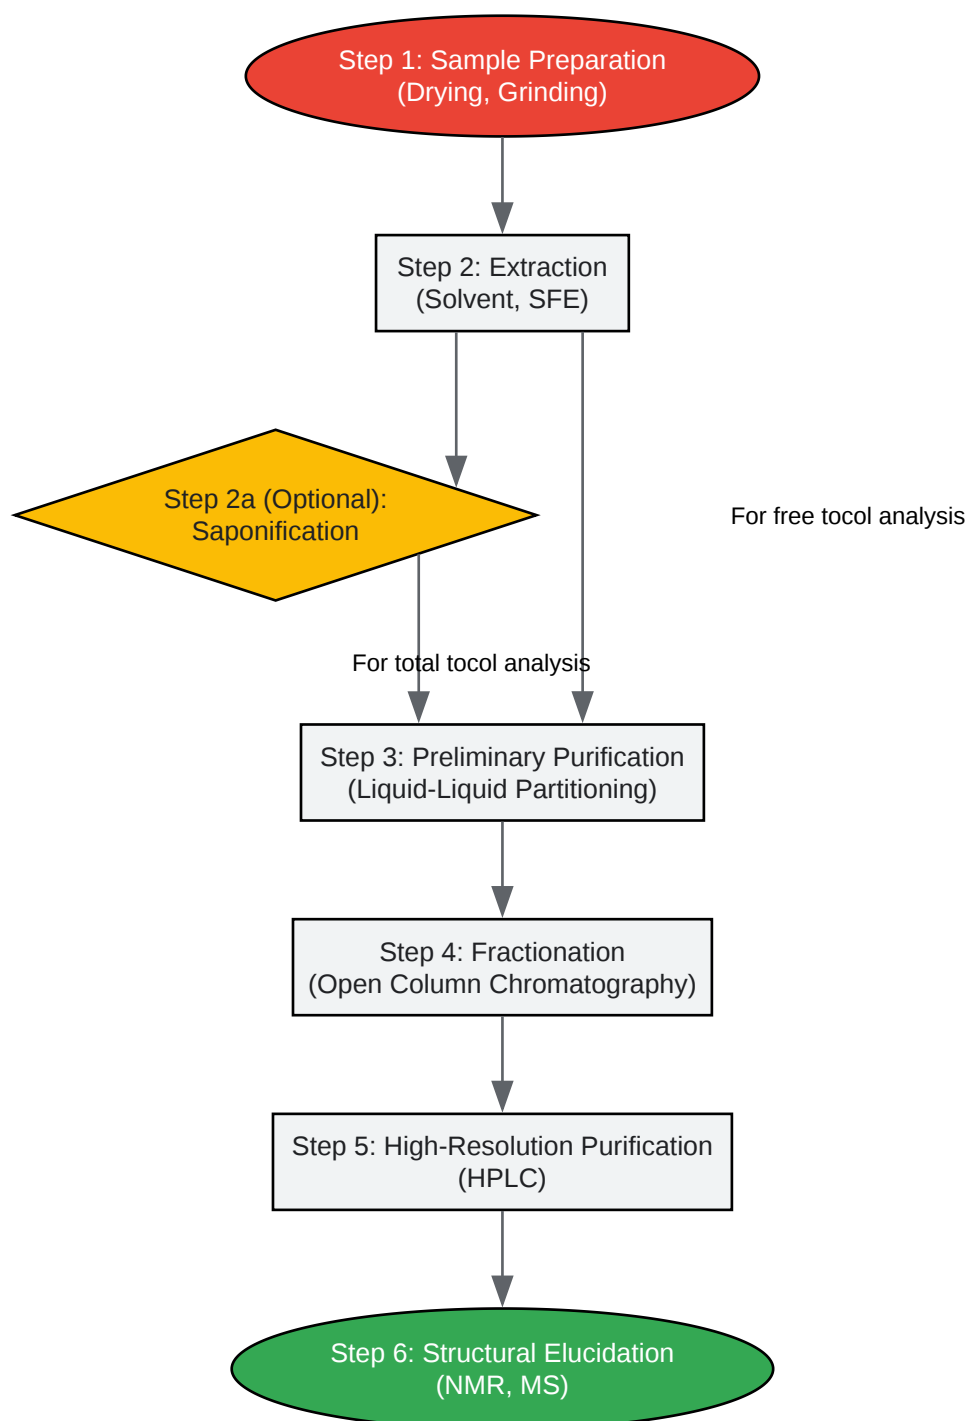 Step 1: Sample Preparation
(Drying, Grinding)
Step 2: Extraction
(Solvent, SFE)
Step 2a (Optional):
Saponification
For free tocol analysis
For total tocol analysis
Step 3: Preliminary Purification
(Liquid-Liquid Partitioning)
Step 4: Fractionation
(Open Column Chromatography)
Step 5: High-Resolution Purification
(HPLC)
Step 6: Structural Elucidation
(NMR, MS)